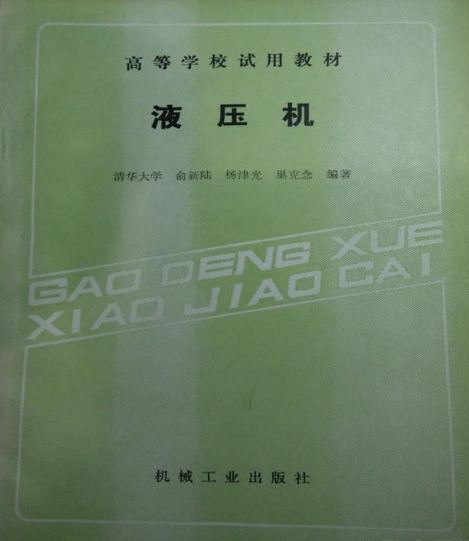 高等学校试用教材
液压机
清华大学 俞新陆 杨津光 巢克念 编著
GAO DENG XUE
XIAO JIAO CAI
机械工业出版社